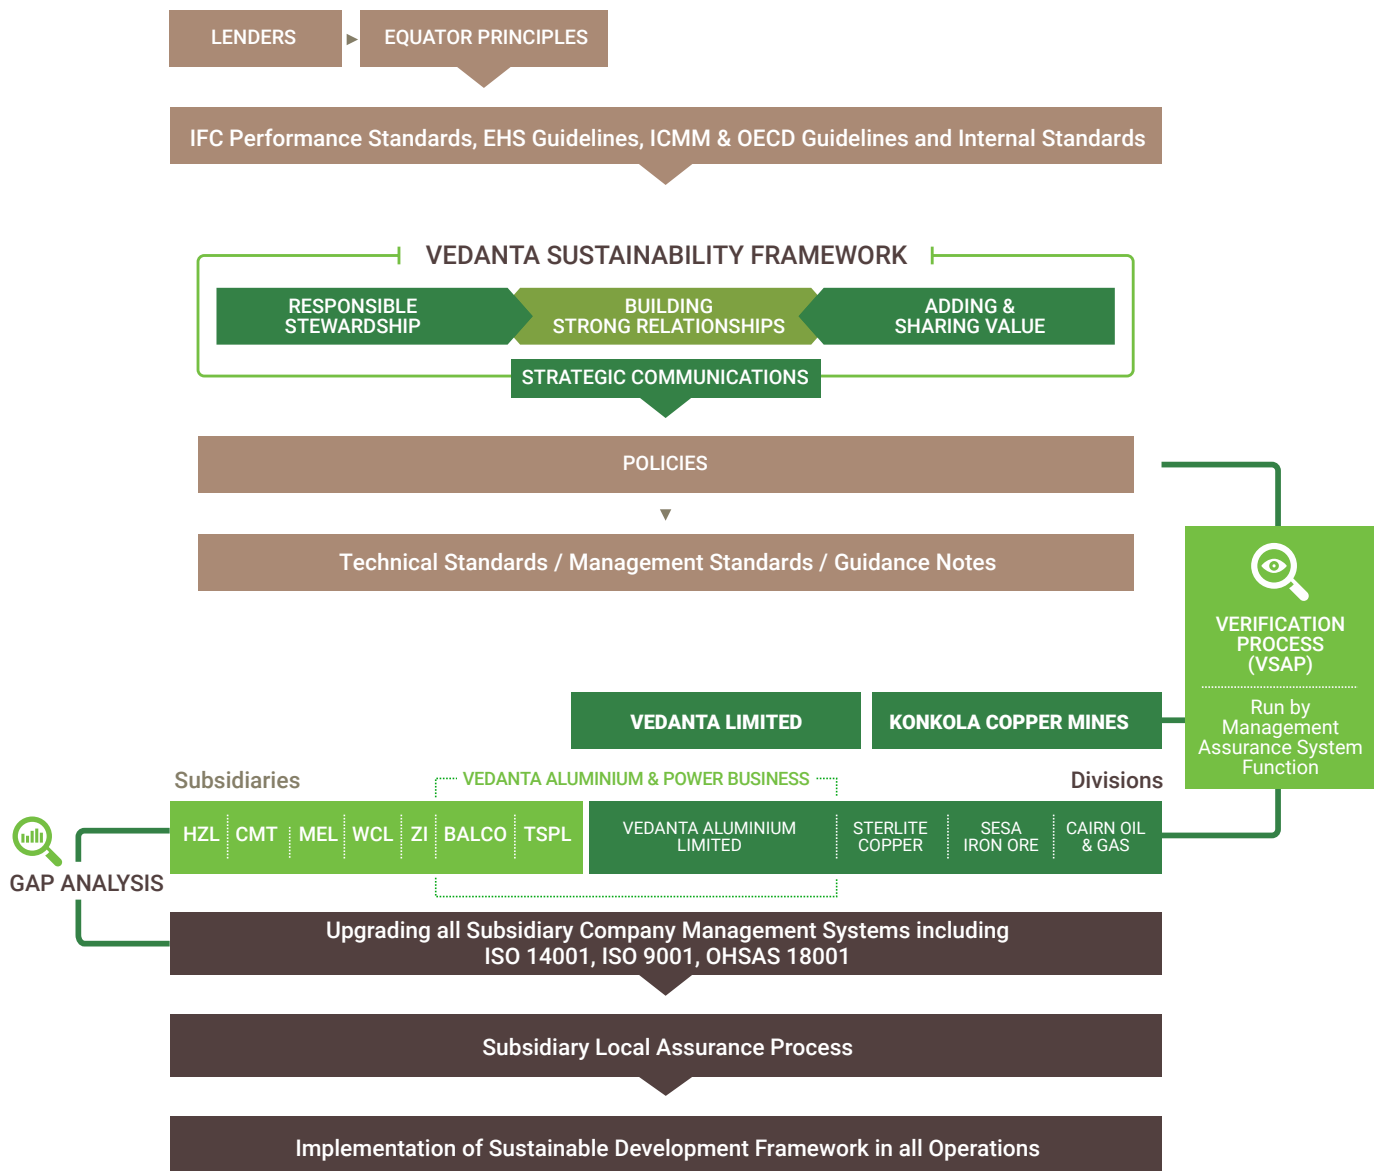 LENDERS
EQUATOR PRINCIPLES
IFC Performance Standards, EHS Guidelines, ICMM & OECD Guidelines and Internal Standards
VEDANTA SUSTAINABILITY FRAMEWORK
RESPONSIBLE
STEWARDSHIP
BUILDING
STRONG RELATIONSHIPS
ADDING &
SHARING VALUE
STRATEGIC COMMUNICATIONS
POLICIES
Technical Standards / Management Standards / Guidance Notes
VERIFICATION
PROCESS
(VSAP)
Run by
Management
Assurance System
Function
VEDANTA LIMITED
KONKOLA COPPER MINES
Subsidiaries
VEDANTA ALUMINIUM & POWER BUSINESS
Divisions
HZL
CMT
MEL
WCL
ZI
BALCO
TSPL
VEDANTA ALUMINIUM
LIMITED
STERLITE
COPPER
SESA
IRON ORE
CAIRN OIL
& GAS
GAP ANALYSIS
Upgrading all Subsidiary Company Management Systems including
ISO 14001, ISO 9001, OHSAS 18001
Subsidiary Local Assurance Process
Implementation of Sustainable Development Framework in all Operations